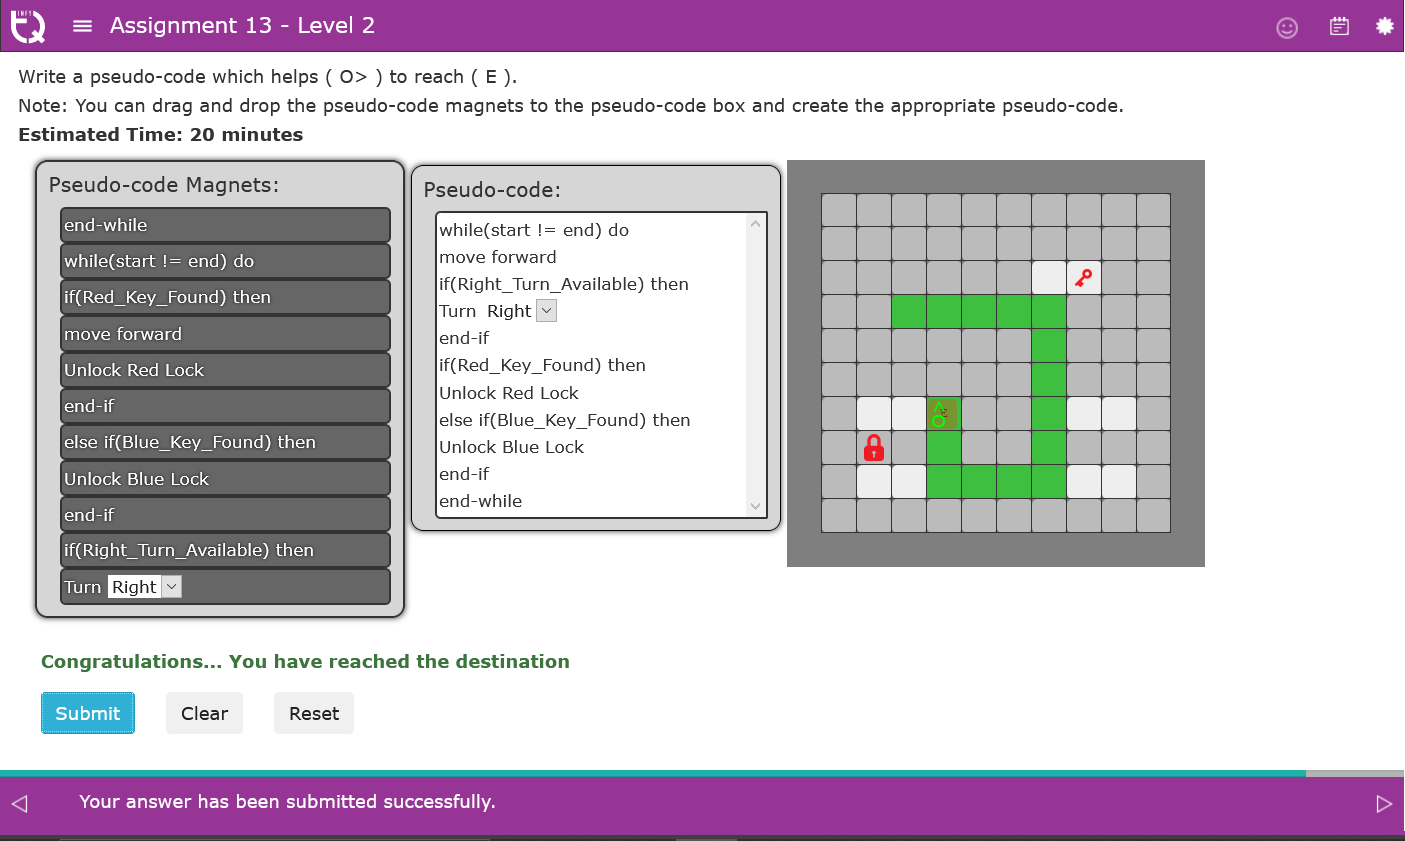 INFY
TQ
Assignment 13 - Level 2
Write a pseudo-code which helps ( O> ) to reach ( E ).
Note: You can drag and drop the pseudo-code magnets to the pseudo-code box and create the appropriate pseudo-code.
Estimated Time: 20 minutes
Pseudo-code Magnets:
end-while
while(start != end) do
if(Red_Key_Found) then
move forward
Unlock Red Lock
end-if
else if(Blue_Key_Found) then
Unlock Blue Lock
end-if
if(Right_Turn_Available) then
Turn Right
Pseudo-code:
while(start != end) do
move forward
if(Right_Turn_Available) then
Turn Right
end-if
if(Red_Key_Found) then
Unlock Red Lock
else if(Blue_Key_Found) then
Unlock Blue Lock
end-if
end-while
Congratulations... You have reached the destination
Submit Clear Reset
Your answer has been submitted successfully.